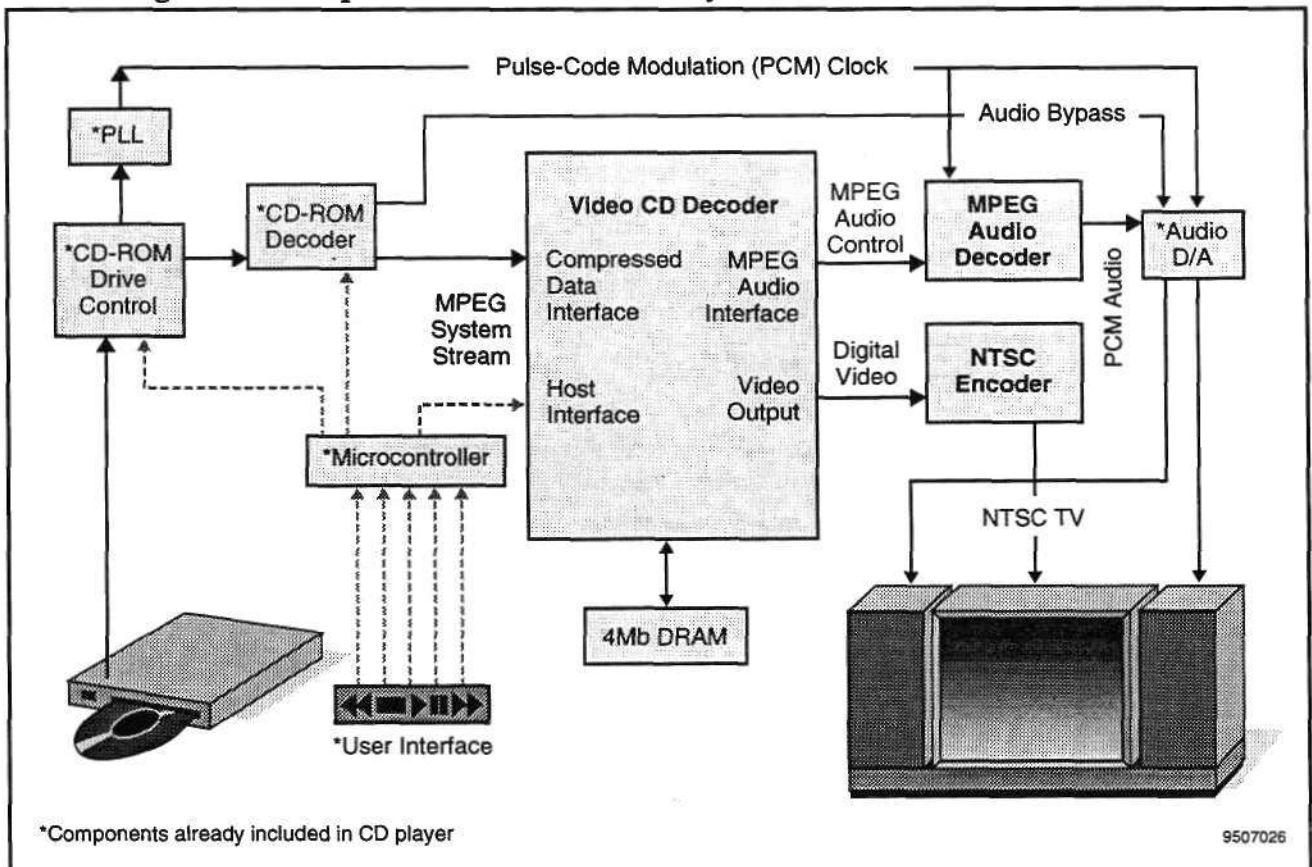 Pulse-Code Modulation (PCM) Clock
Audio Bypass
*PLL
*CD-ROM
Drive
Control
*CD-ROM
Decoder
MPEG
System
Stream
Video CD Decoder
Compressed
Data
Interface
MPEG
Audio
Interface
Host
Interface
Video
Output
MPEG
Audio
Control
MPEG
Audio
Decoder
PCM Audio
*Audio
D/A
Digital
Video
NTSC
Encoder
*Microcontroller
NTSC TV
4Mb DRAM
*User Interface
*Components already included in CD player
9507026